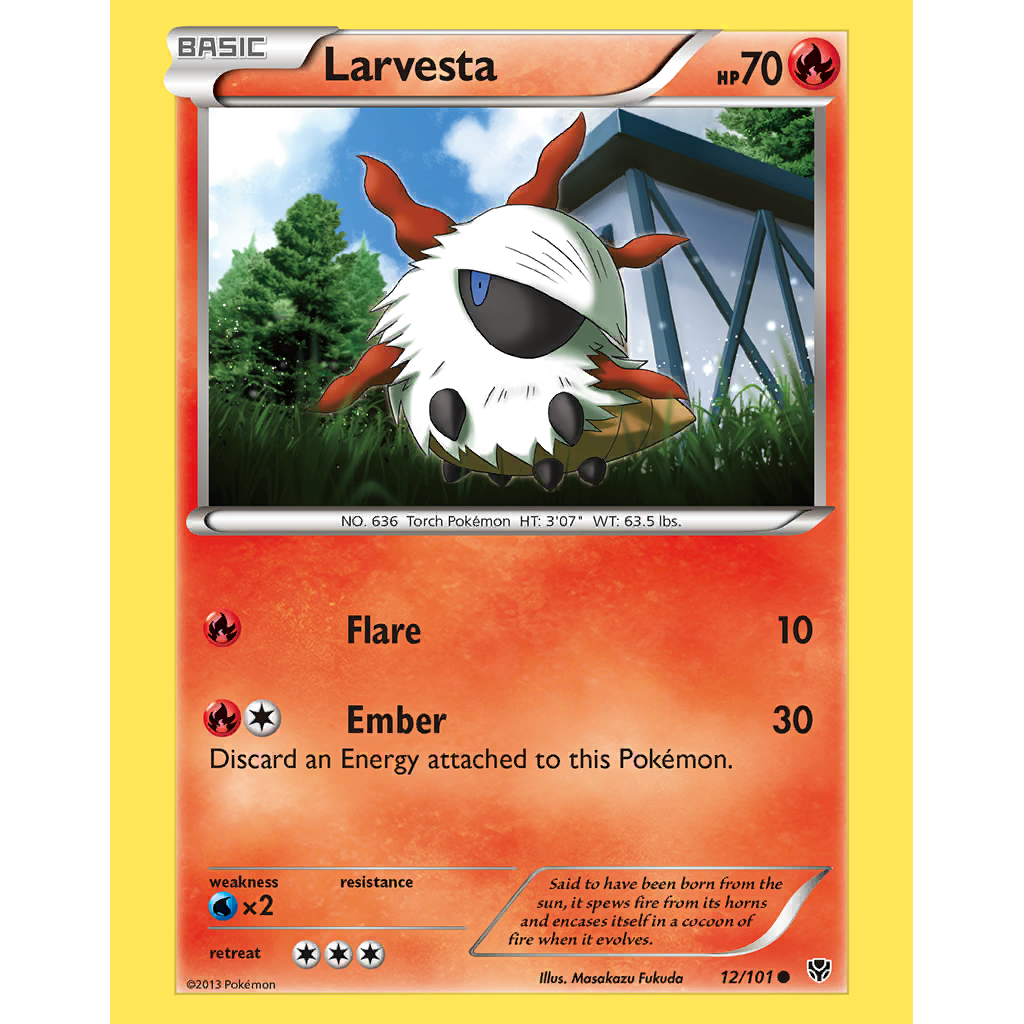 BASIC
Larvesta
HP70
NO. 636 Torch Pokémon HT: 3'07" WT: 63.5 lbs.
Flare 10
Ember 30
Discard an Energy attached to this Pokémon.
weakness resistance
×2
retreat
Said to have been born from the
sun, it spews fire from its horns
and encases itself in a cocoon of
fire when it evolves.
Illus. Masakazu Fukuda 12/101
©2013 Pokémon